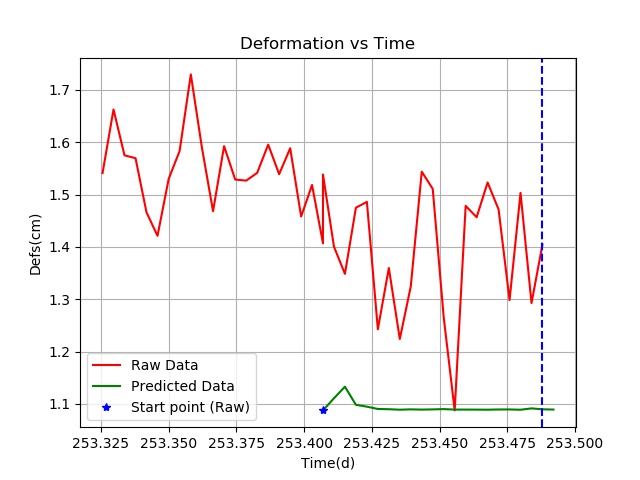 Deformation vs Time
Defs(cm)
1.7
1.6
1.5
1.4
1.3
1.2
1.1
Raw Data
Predicted Data
Start point (Raw)
253.325 253.350 253.375 253.400 253.425 253.450 253.475 253.500
Time(d)